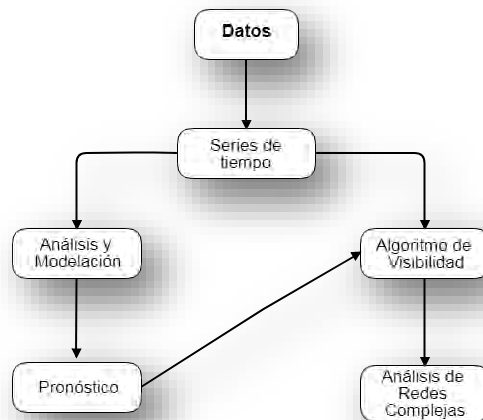 Datos
Series de
tiempo
Análisis y
Modelación
Algoritmo de
Visibilidad
Pronóstico
Análisis de
Redes
Complejas